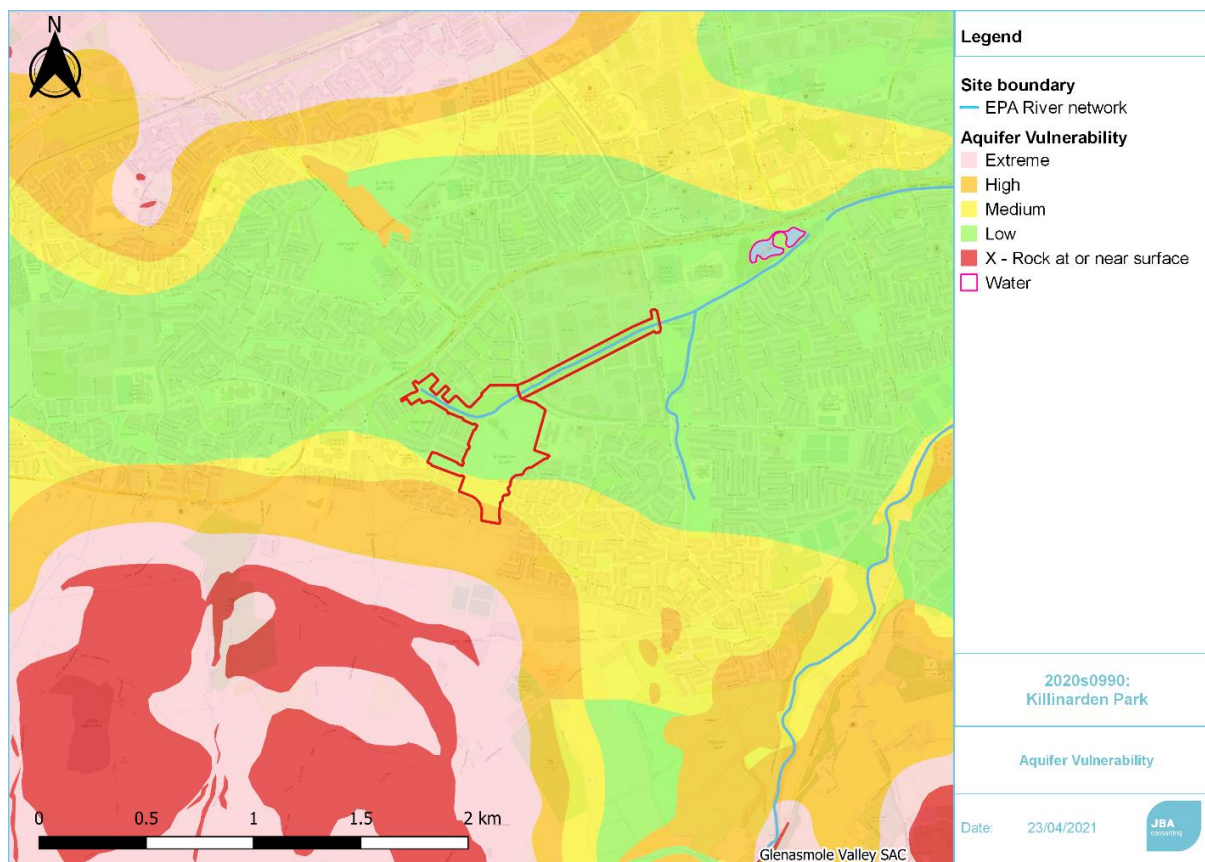 N
0
0.5
1
1.5
2 km
Glenasmole Valley SAC
Legend
Site boundary
EPA River network
Aquifer Vulnerability
Extreme
High
Medium
Low
X - Rock at or near surface
Water
2020s0990:
Killinarden Park
Aquifer Vulnerability
Date: 23/04/2021
JBA
consulting